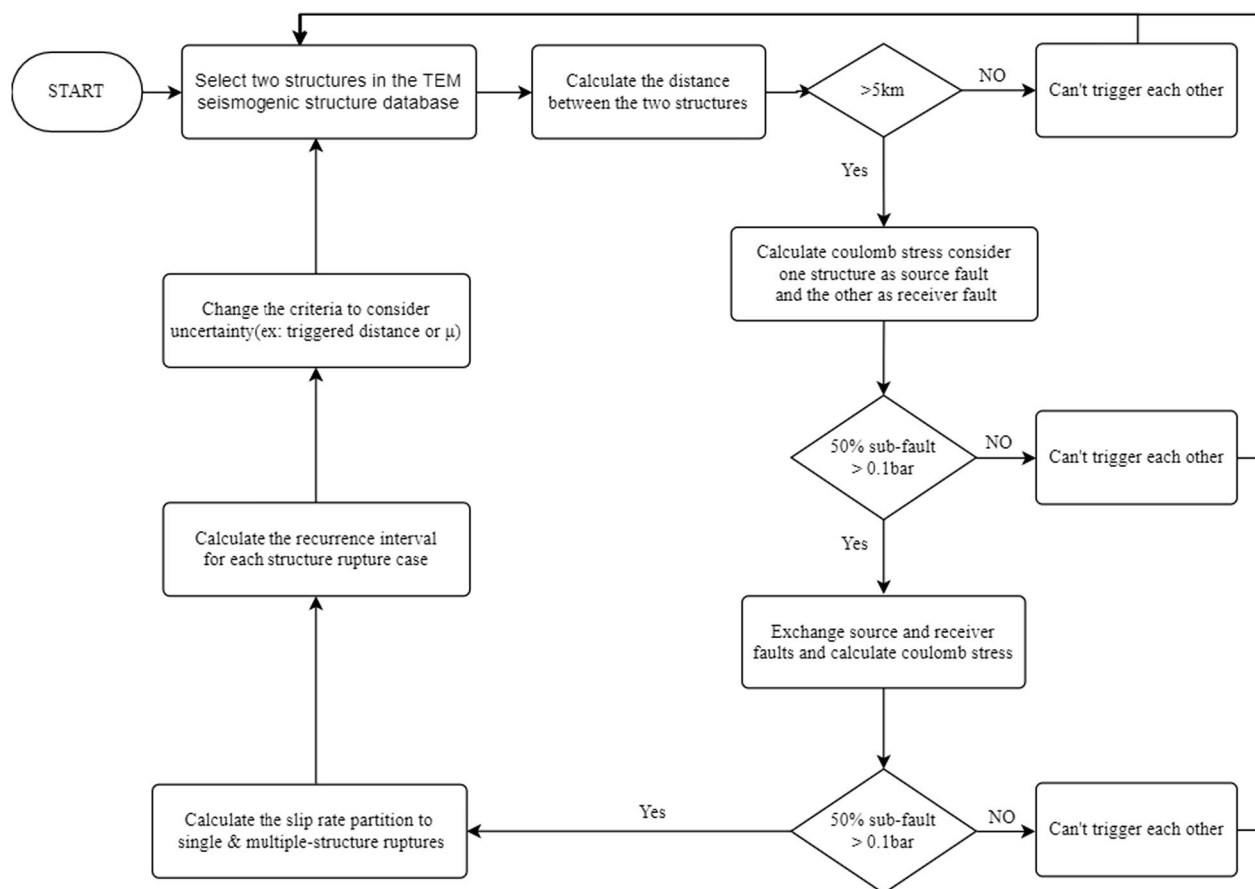 START
Select two structures in the TEM
seismogenic structure database
Calculate the distance
between the two structures
>5km
NO
Can't trigger each other
Yes
Calculate coulomb stress consider
one structure as source fault
and the other as receiver fault
Change the criteria to consider
uncertainty(ex: triggered distance or μ)
50% sub-fault
> 0.1bar
NO
Can't trigger each other
Yes
Calculate the recurrence interval
for each structure rupture case
Exchange source and receiver
faults and calculate coulomb stress
Calculate the slip rate partition to
single & multiple-structure ruptures
Yes
50% sub-fault
> 0.1bar
NO
Can't trigger each other